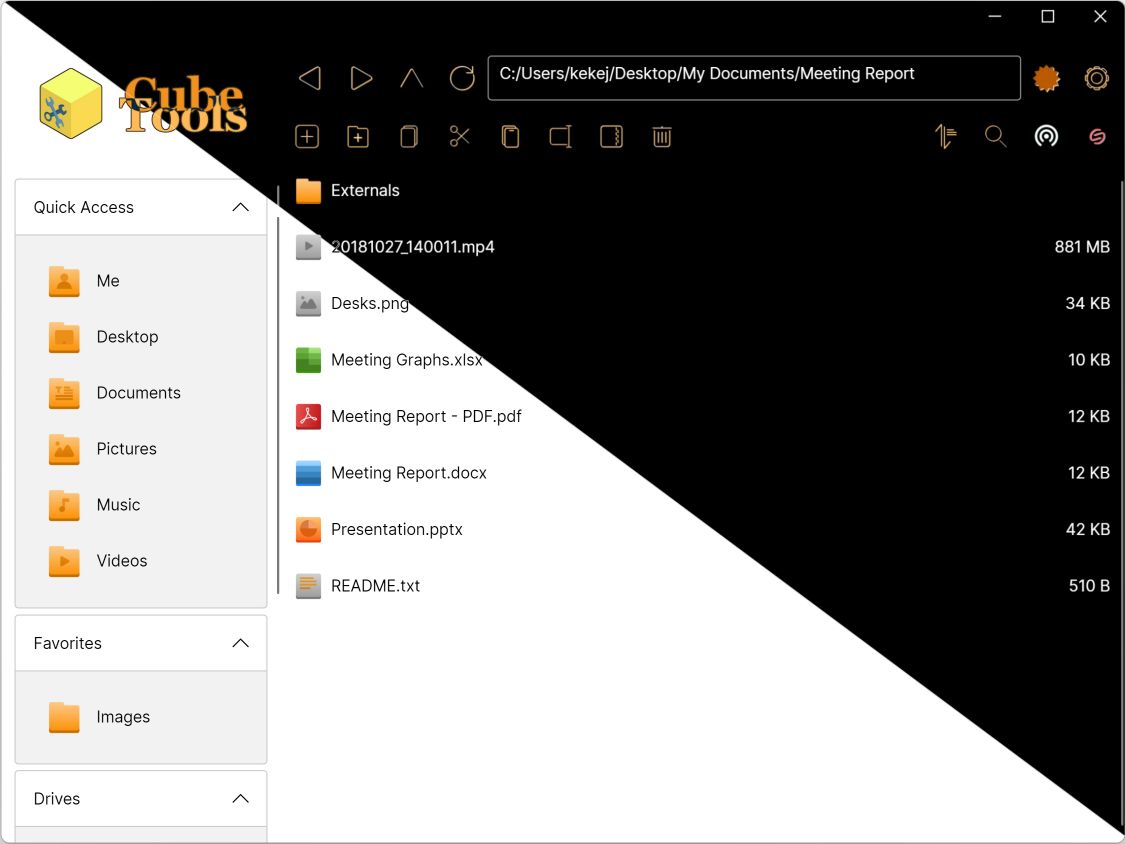 Cube
Tools
C:/Users/kekej/Desktop/My Documents/Meeting Report
Quick Access
Me
Desktop
Documents
Pictures
Music
Videos
Favorites
Images
Drives
Externals
20181027_140011.mp4 881 MB
Desks.png 34 KB
Meeting Graphs.xlsx 10 KB
Meeting Report - PDF.pdf 12 KB
Meeting Report.docx 12 KB
Presentation.pptx 42 KB
README.txt 510 B